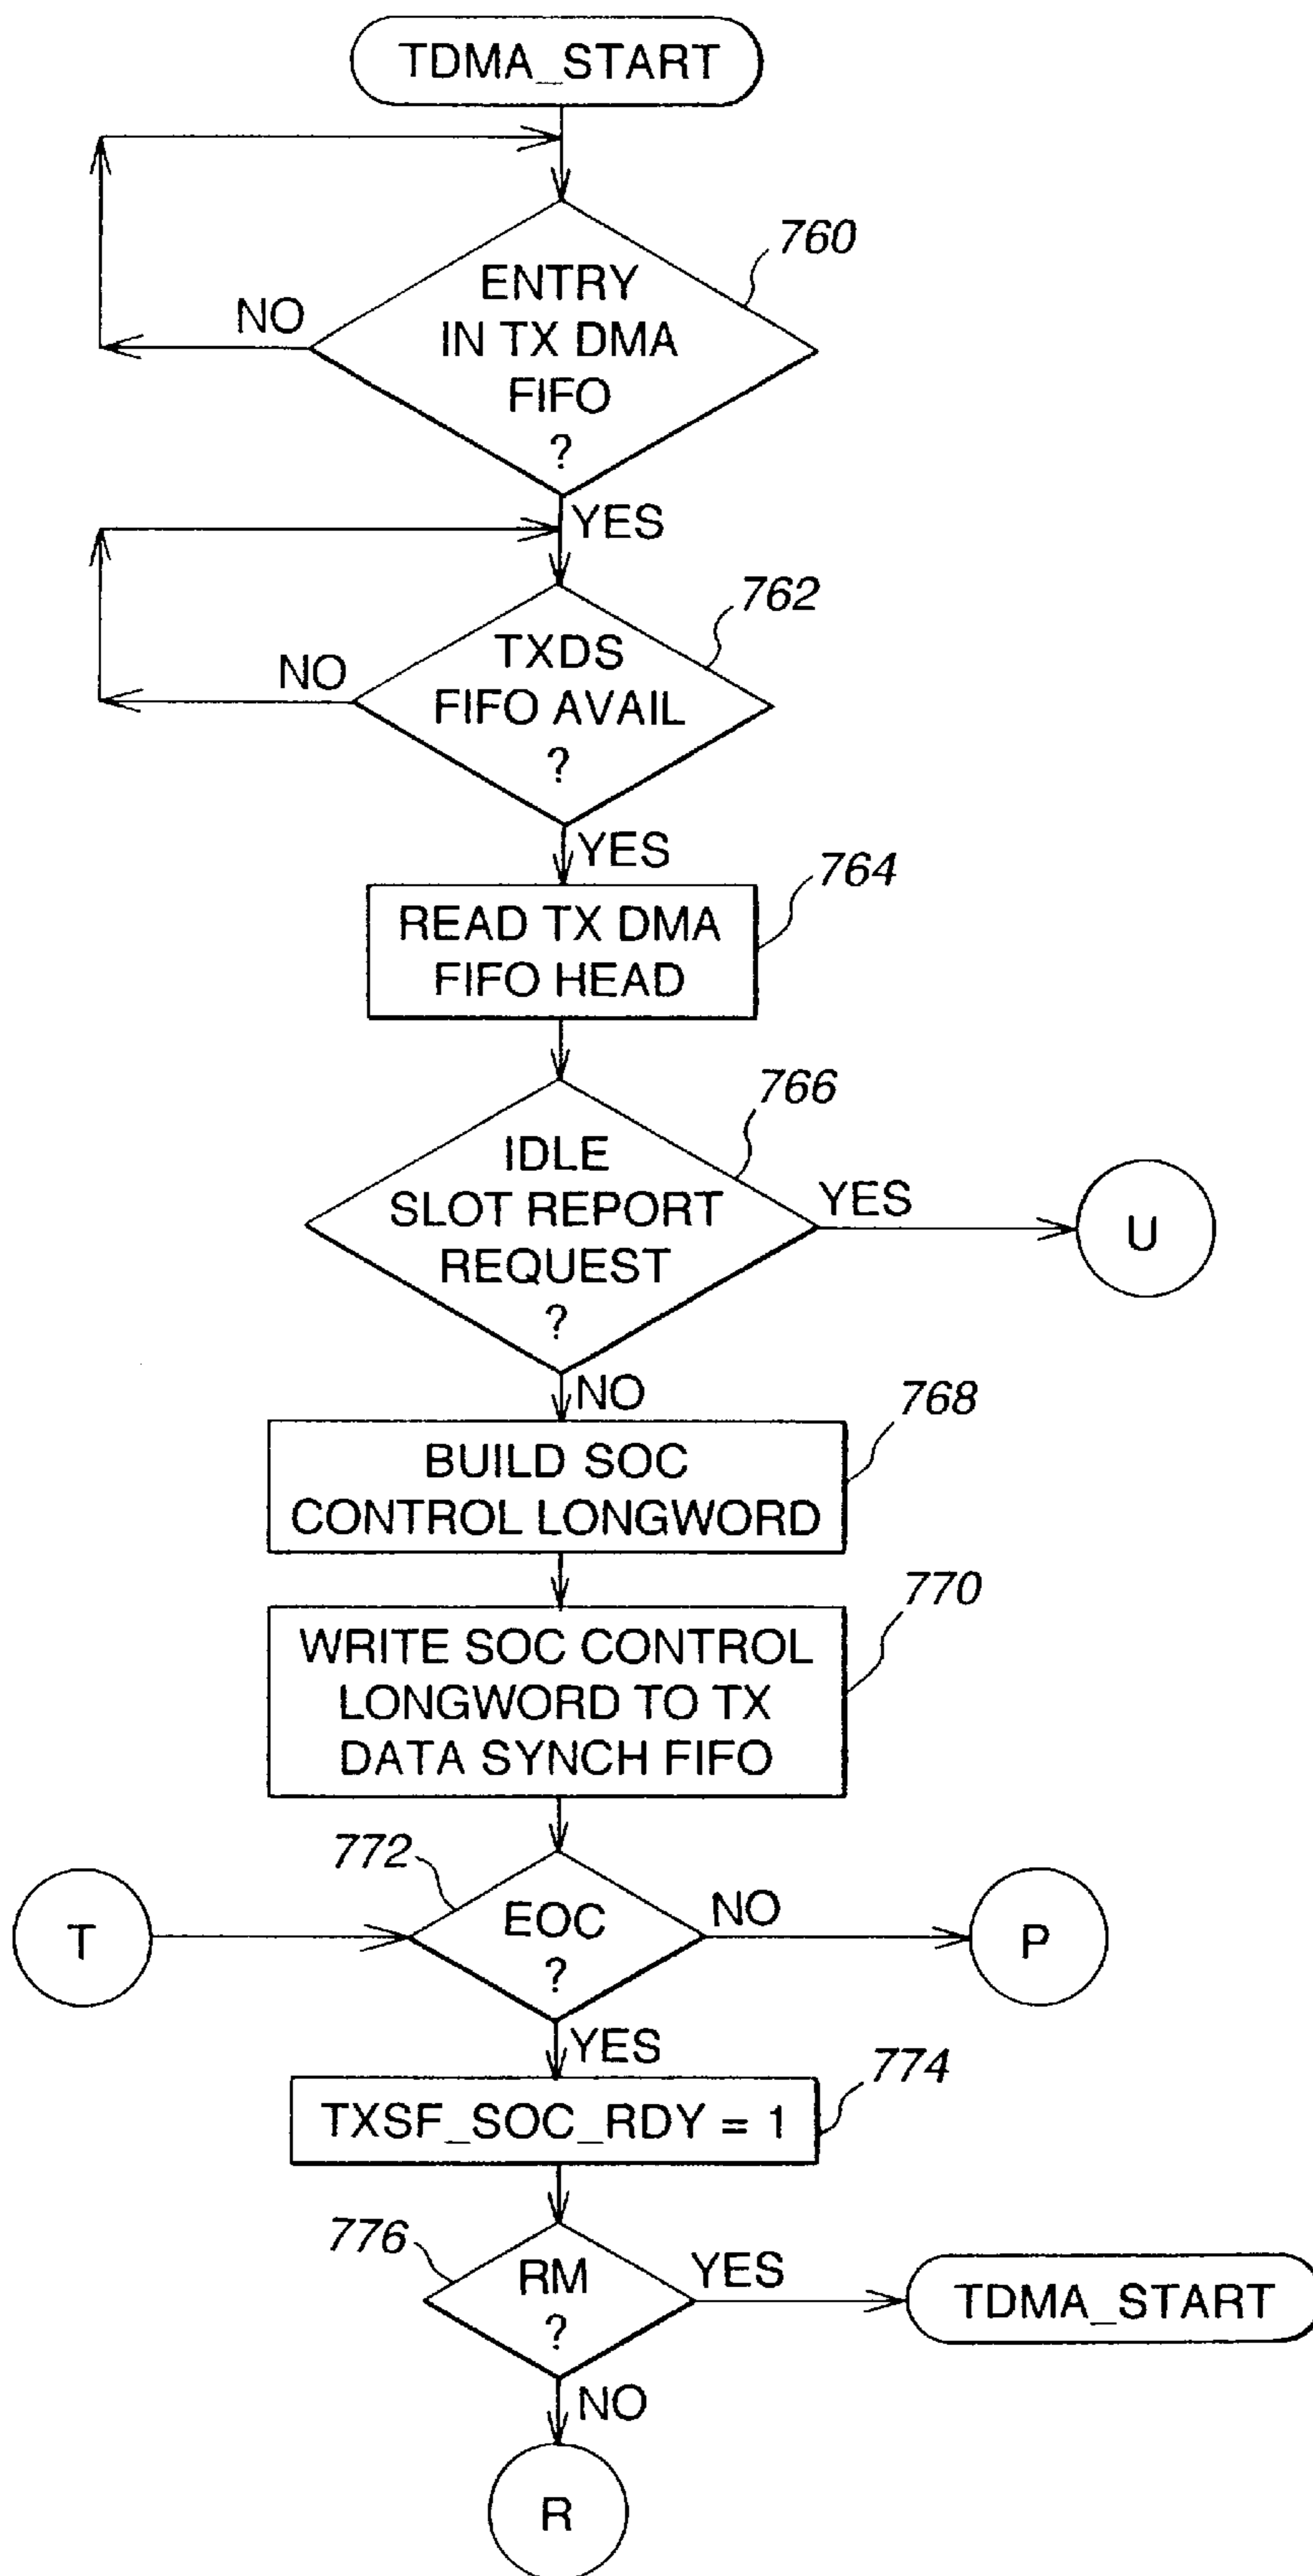 TDMA_START
760
ENTRY
IN TX DMA
FIFO
?
NO
YES
762
TXDS
FIFO AVAIL
?
NO
YES
764
READ TX DMA
FIFO HEAD
766
IDLE
SLOT REPORT
REQUEST
?
YES
U
NO
768
BUILD SOC
CONTROL LONGWORD
770
WRITE SOC CONTROL
LONGWORD TO TX
DATA SYNCH FIFO
772
T
EOC
?
NO
P
YES
774
TXSF_SOC_RDY = 1
776
RM
?
YES
TDMA_START
NO
R